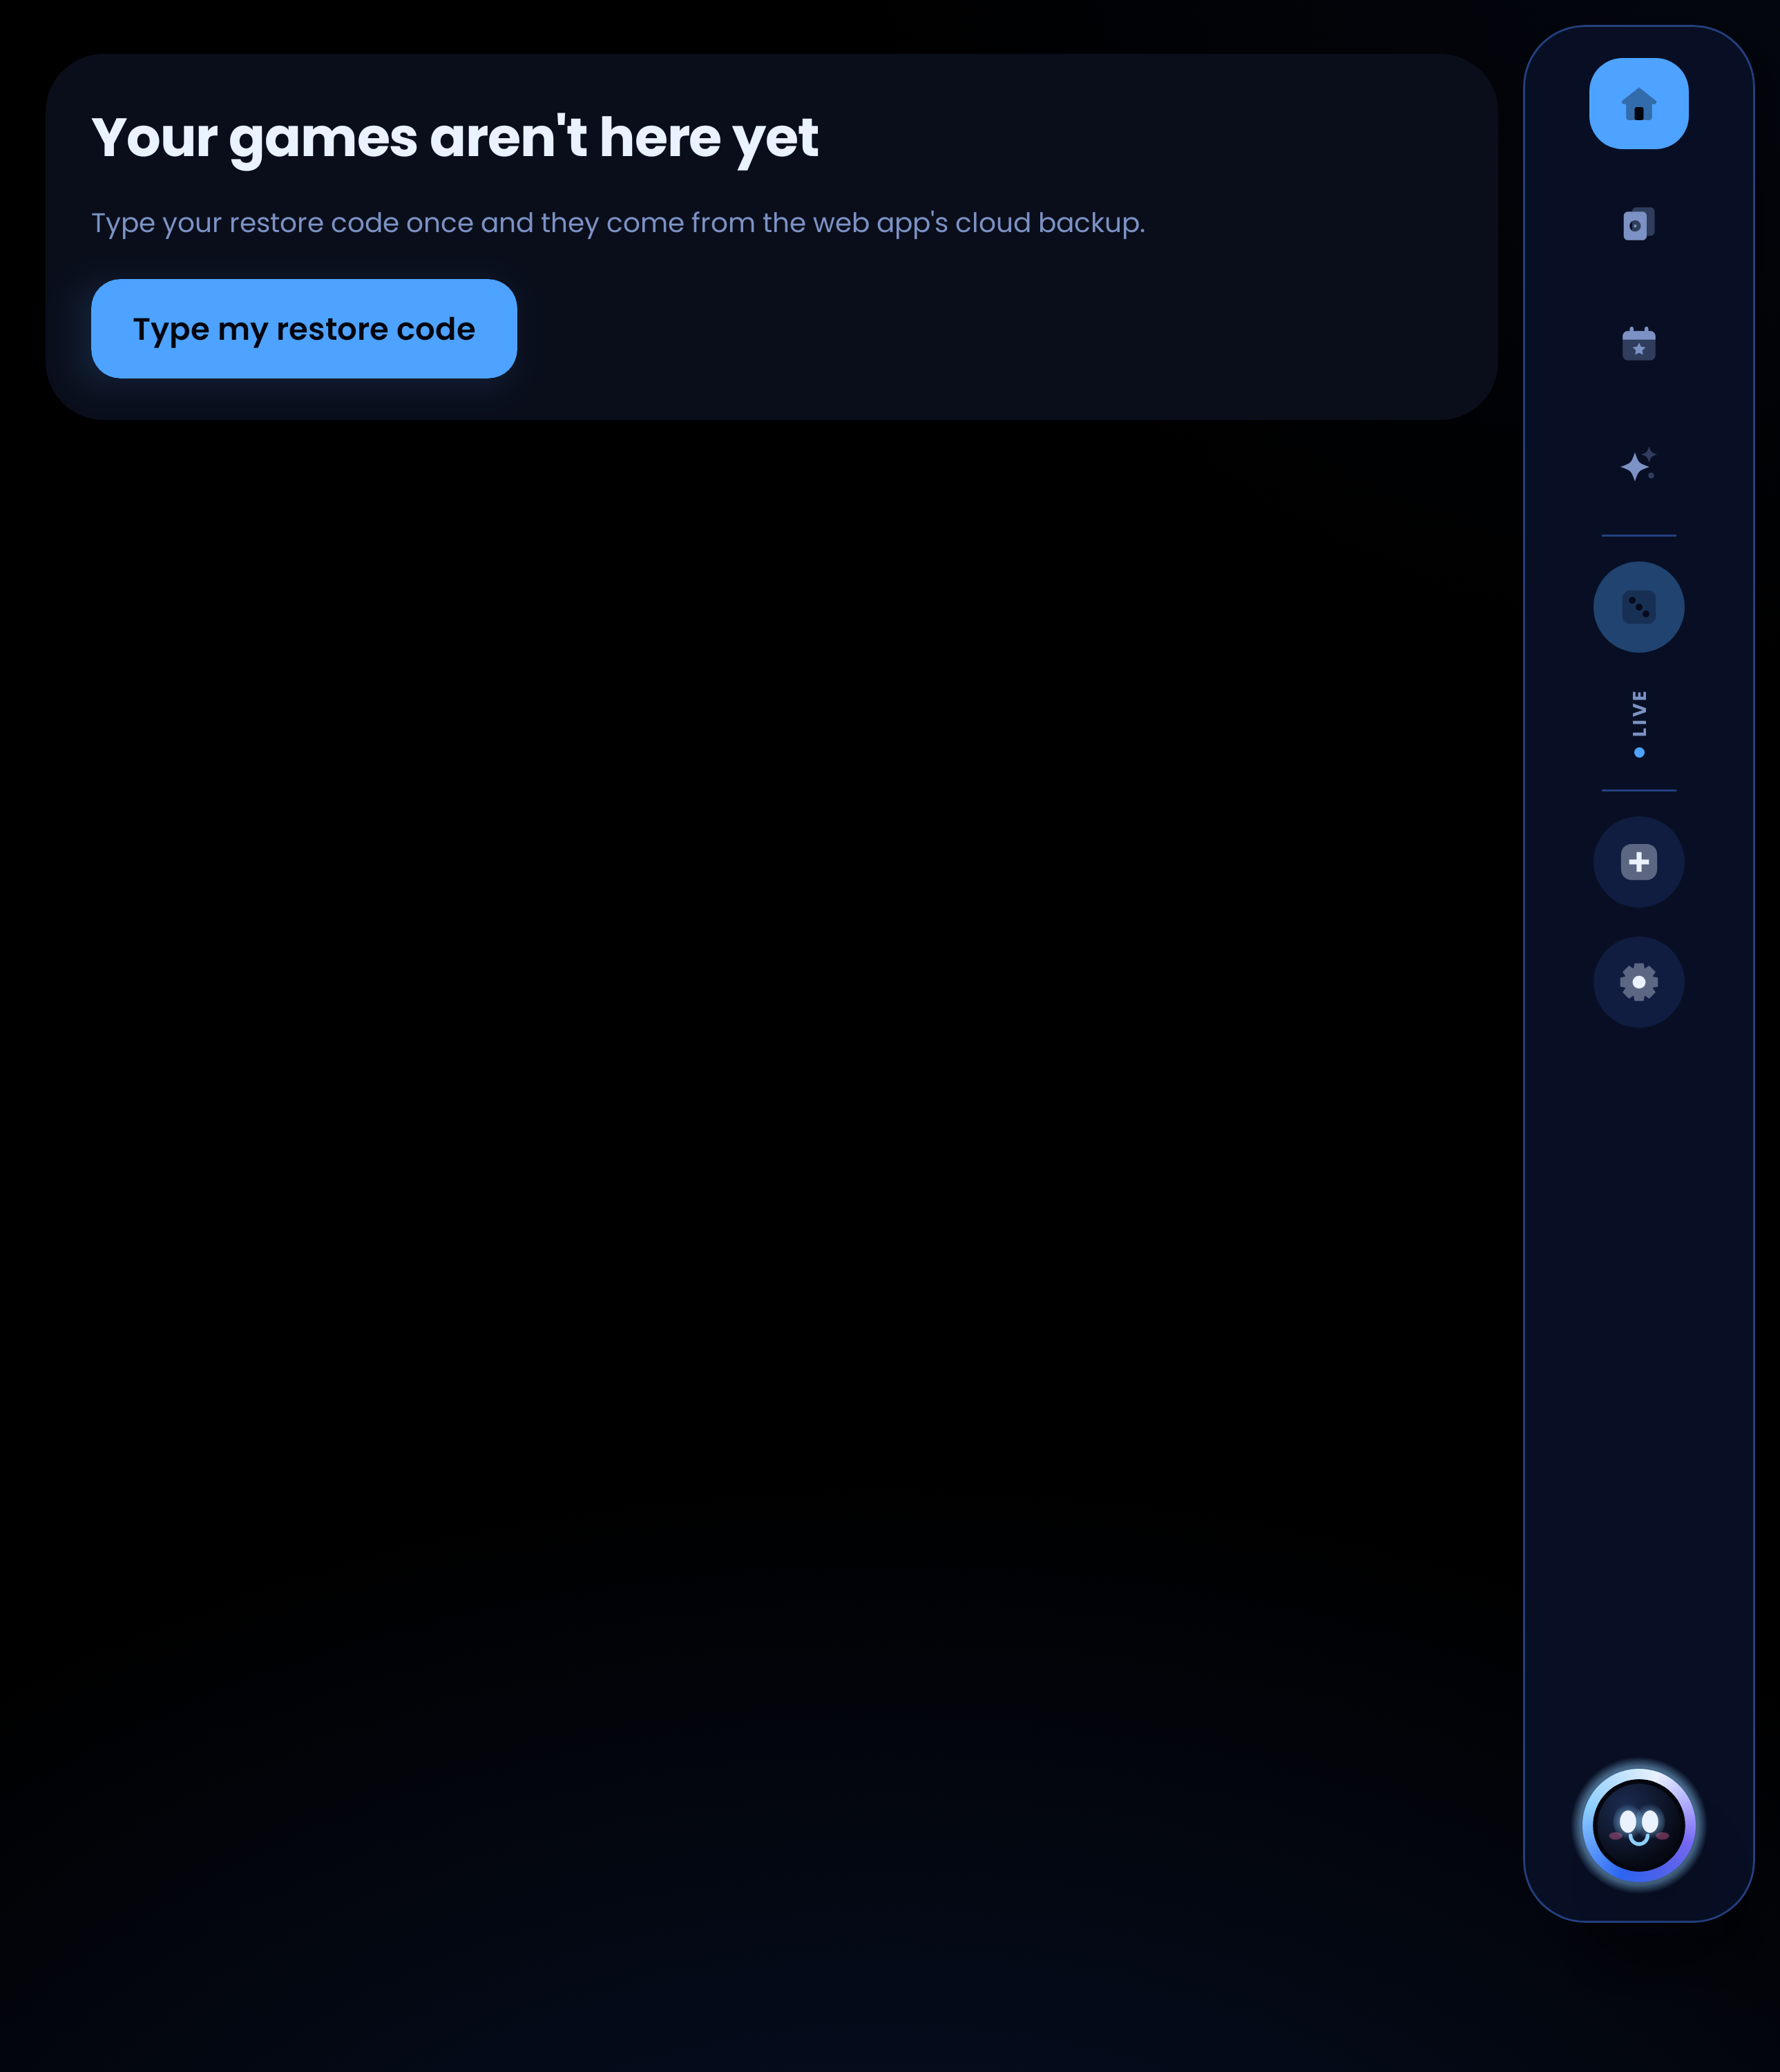 Your games aren't here yet
Type your restore code once and they come from the web app's cloud backup.
Type my restore code
LIVE